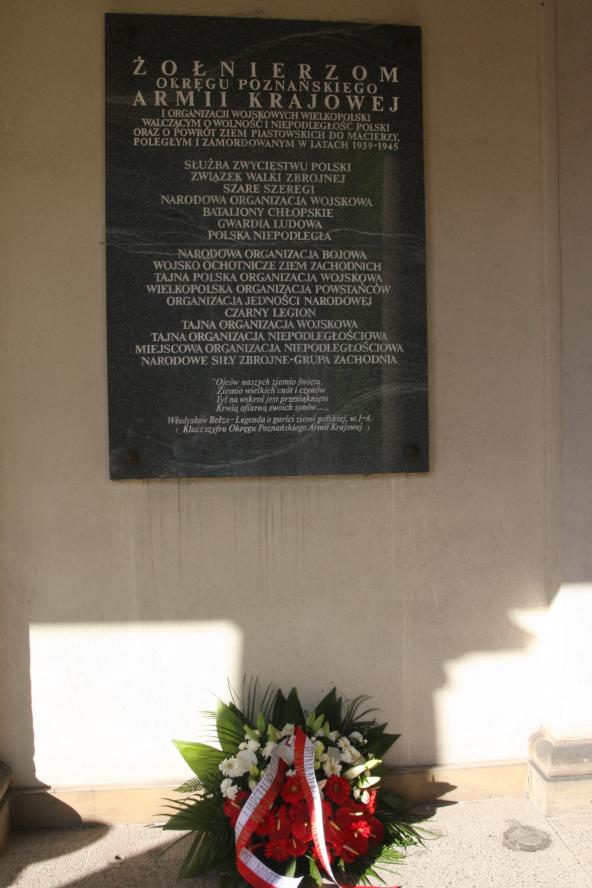 ŻOŁNIERZOM
OKRĘGU POZNAŃSKIEGO
ARMII KRAJOWEJ
I ORGANIZACJI WOJSKOWYCH WIELKOPOLSKI
WALCZĄCYM O WOLNOŚĆ I NIEPODLEGŁOŚĆ POLSKI
ORAZ O POWRÓT ZIEM PIASTOWSKICH DO MACIERZY,
POLEGŁYM I ZAMORDOWANYM W LATACH 1939-1945
SŁUŻBA ZWYCIĘSTWU POLSKI
ZWIĄZEK WALKI ZBROJNEJ
SZARE SZEREGI
NARODOWA ORGANIZACJA WOJSKOWA
BATALIONY CHŁOPSKIE
GWARDIA LUDOWA
POLSKA NIEPODLEGŁA
NARODOWA ORGANIZACJA BOJOWA
WOJSKO OCHOTNICZE ZIEM ZACHODNICH
TAJNA POLSKA ORGANIZACJA WOJSKOWA
WIELKOPOLSKA ORGANIZACJA POWSTAŃCÓW
ORGANIZACJA JEDNOŚCI NARODOWEJ
CZARNY LEGION
TAJNA ORGANIZACJA WOJSKOWA
TAJNA ORGANIZACJA NIEPODLEGŁOŚCIOWA
MIEJSCOWA ORGANIZACJA NIEPODLEGŁOŚCIOWA
NARODOWE SIŁY ZBROJNE-GRUPA ZACHODNIA
"Ojców naszych ziemio święta,
Ziemio wielkich cnót i czynów
Tyś na wskroś jest przesiąknięta
Krwią ofiarną swoich synów.....
Władysław Bełza-Legenda o garści ziemi polskiej, w.1-4.
( Klucz szyfru Okręgu Poznańskiego Armii Krajowej )